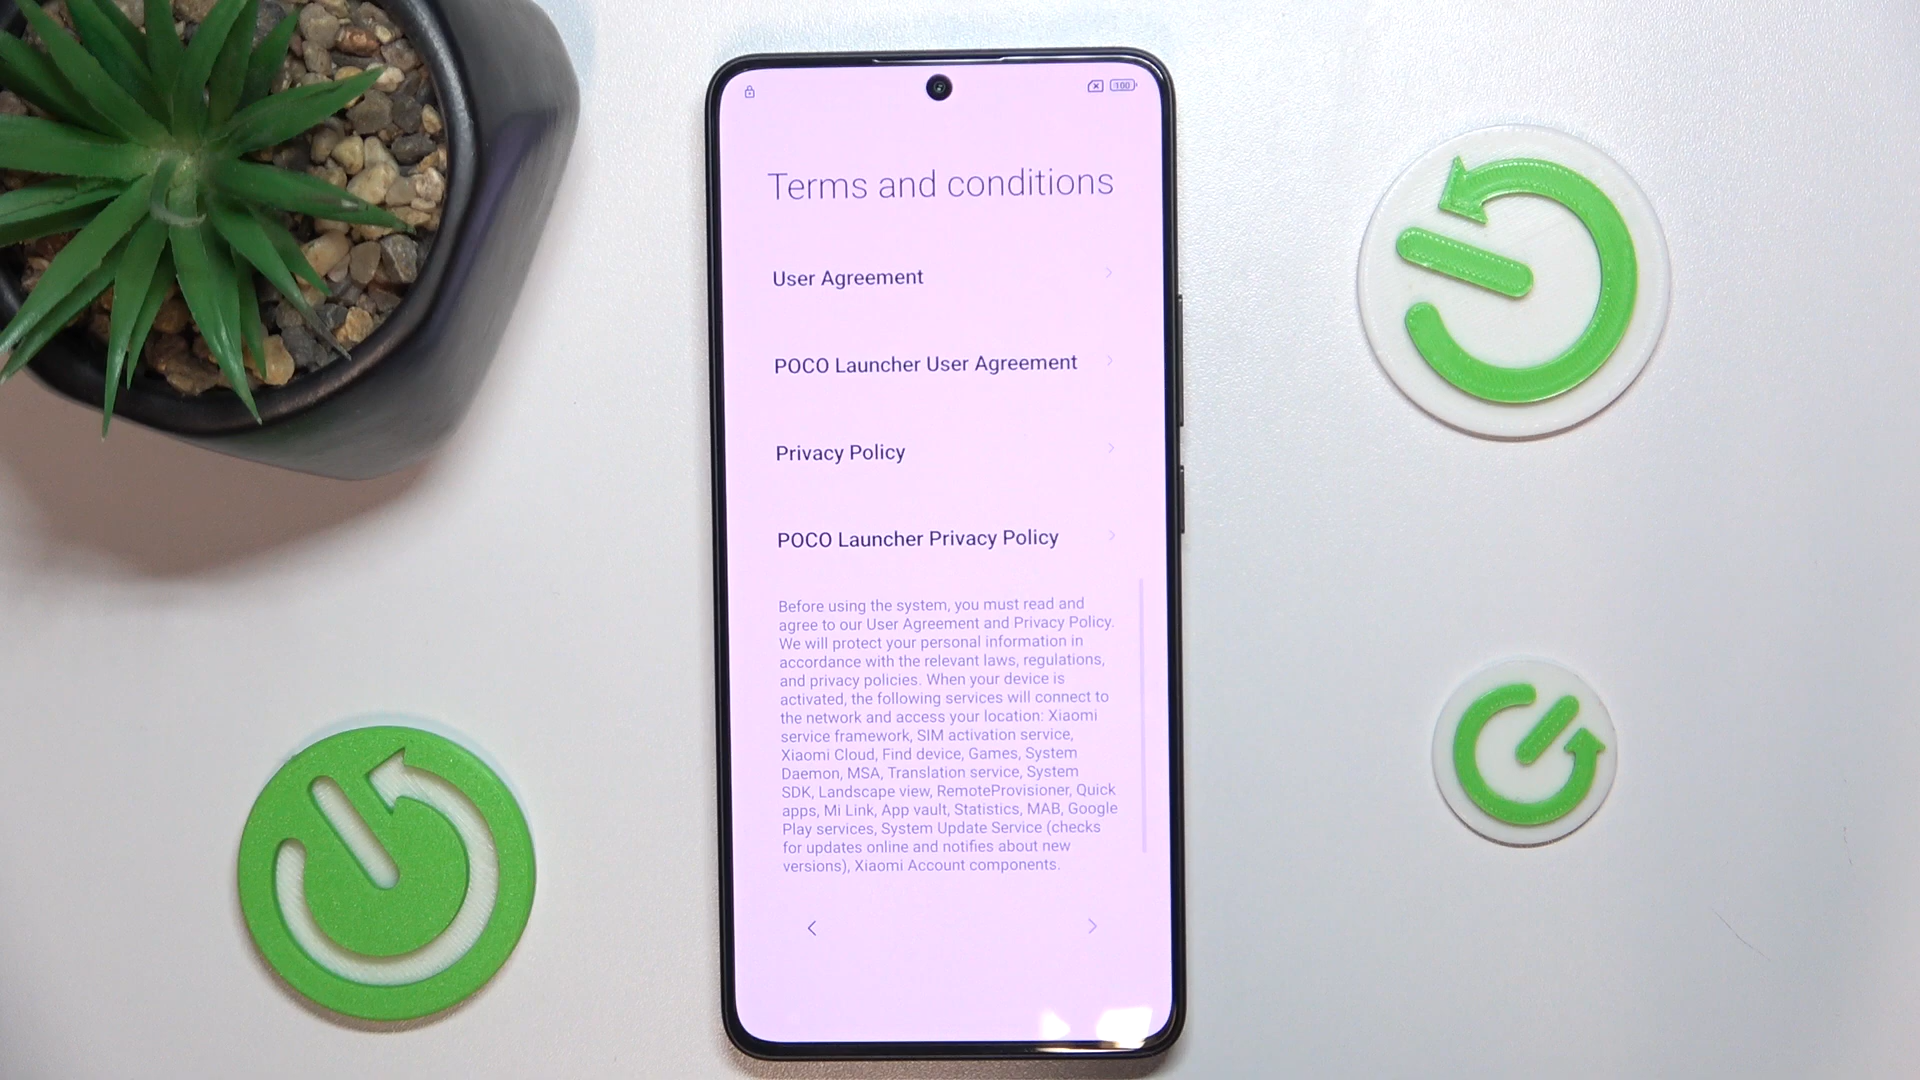 100
Terms and conditions
User Agreement
POCO Launcher User Agreement
Privacy Policy
POCO Launcher Privacy Policy
Before using the system, you must read and
agree to our User Agreement and Privacy Policy.
We will protect your personal information in
accordance with the relevant laws, regulations,
and privacy policies. When your device is
activated, the following services will connect to
the network and access your location: Xiaomi
service framework, SIM activation service,
Xiaomi Cloud, Find device, Games, System
Daemon, MSA, Translation service, System
SDK, Landscape view, RemoteProvisioner, Quick
apps, Mi Link, App vault, Statistics, MAB, Google
Play services, System Update Service (checks
for updates online and notifies about new
versions), Xiaomi Account components.